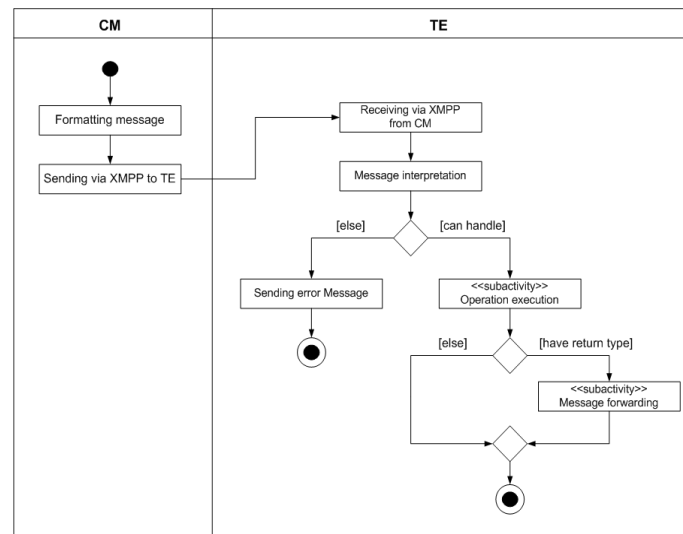 CM
TE
Formatting message
Sending via XMPP to TE
Receiving via XMPP
from CM
Message interpretation
[else]
[can handle]
Sending error Message
<<subactivity>>
Operation execution
[else]
[have return type]
<<subactivity>>
Message forwarding